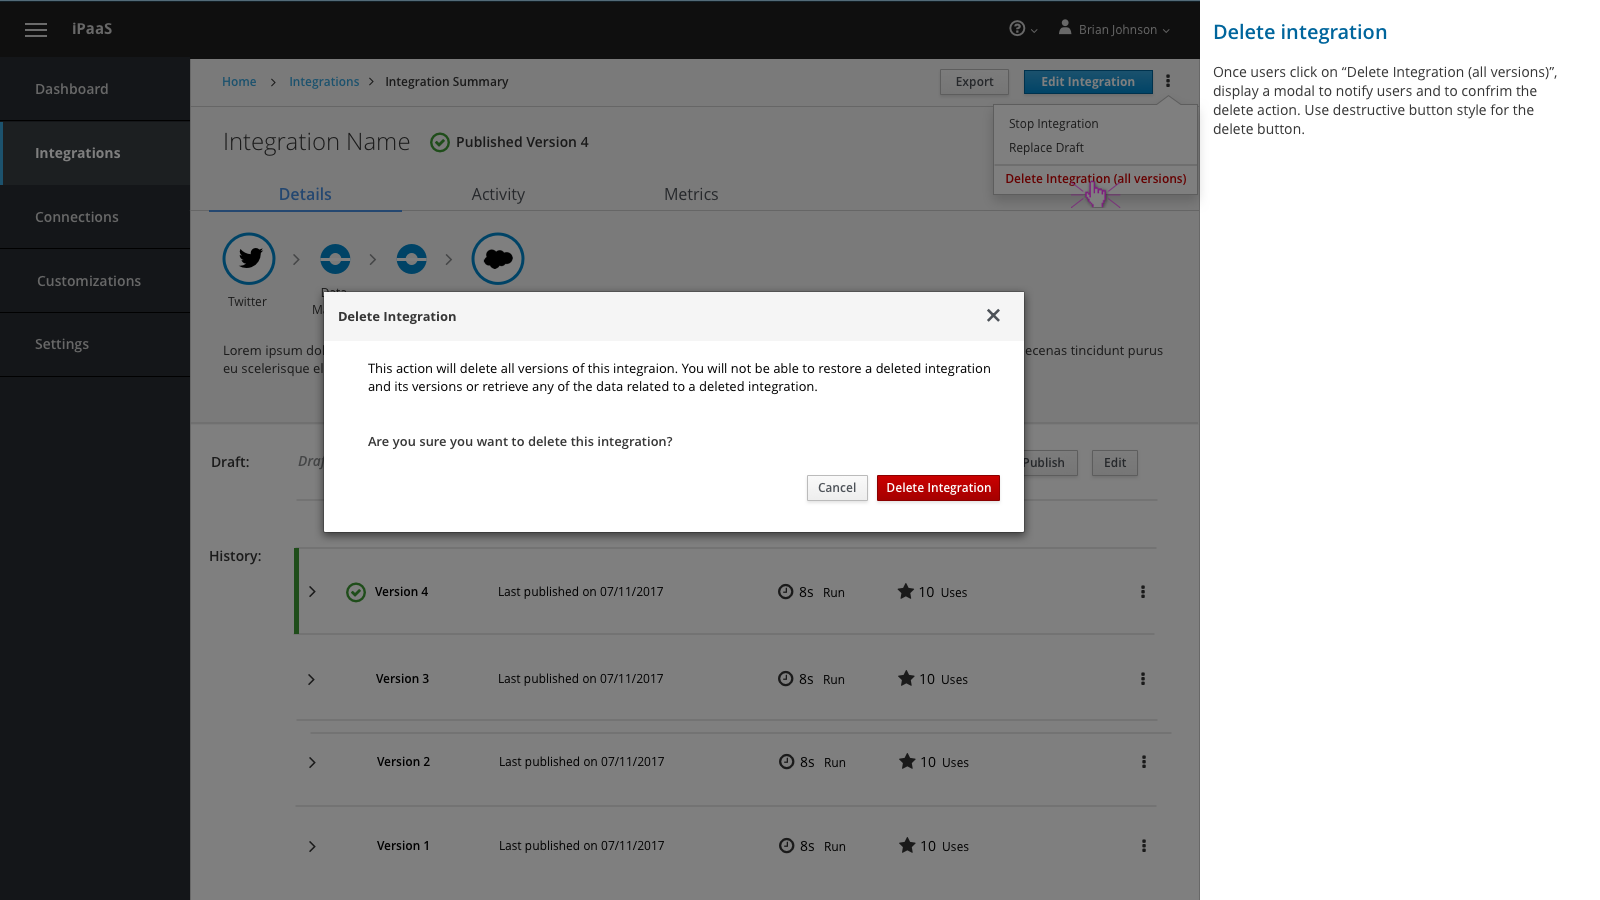 iPaaS
Brian Johnson
Dashboard
Integrations
Connections
Customizations
Settings
Home > Integrations > Integration Summary
Export
Edit Integration
Stop Integration
Replace Draft
Delete Integration (all versions)
Integration Name
Published Version 4
Details
Activity
Metrics
Twitter
Lorem ipsum
ecenas tincidunt purus
eu scelerisque
Delete Integration
This action will delete all versions of this integraion. You will not be able to restore a deleted integration
and its versions or retrieve any of the data related to a deleted integration.
Are you sure you want to delete this integration?
Cancel
Delete Integration
Draft:
Publish
Edit
History:
Version 4 Last published on 07/11/2017 8s Run 10 Uses
Version 3 Last published on 07/11/2017 8s Run 10 Uses
Version 2 Last published on 07/11/2017 8s Run 10 Uses
Version 1 Last published on 07/11/2017 8s Run 10 Uses
Delete integration
Once users click on “Delete Integration (all versions)”,
display a modal to notify users and to confrim the
delete action. Use destructive button style for the
delete button.